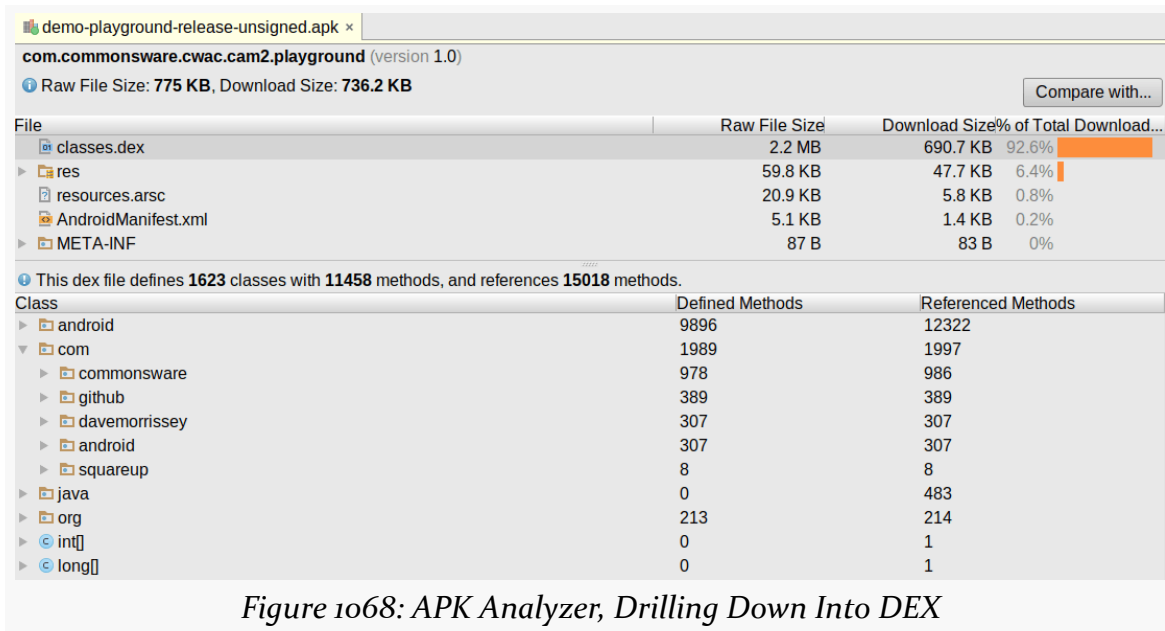 demo-playground-release-unsigned.apk ×
com.commonsware.cwac.cam2.playground (version 1.0)
Raw File Size: 775 KB, Download Size: 736.2 KB
Compare with...
File Raw File Size Download Size % of Total Download...
classes.dex 2.2 MB 690.7 KB 92.6%
res 59.8 KB 47.7 KB 6.4%
resources.arsc 20.9 KB 5.8 KB 0.8%
AndroidManifest.xml 5.1 KB 1.4 KB 0.2%
META-INF 87 B 83 B 0%
This dex file defines 1623 classes with 11458 methods, and references 15018 methods.
Class Defined Methods Referenced Methods
android 9896 12322
com 1989 1997
commonsware 978 986
github 389 389
davemorrissey 307 307
android 307 307
squareup 8 8
java 0 483
org 213 214
int[] 0 1
long[] 0 1
Figure 1068: APK Analyzer, Drilling Down Into DEX